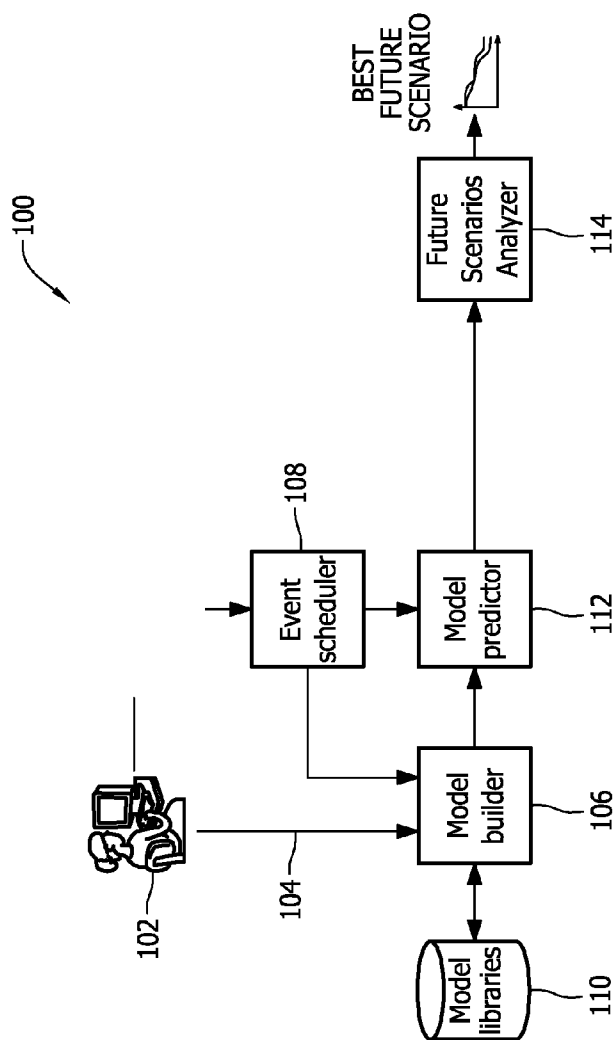 100
102
104
108
Event
scheduler
BEST
FUTURE
SCENARIO
Model
libraries
Model
builder
Model
predictor
Future
Scenarios
Analyzer
110
106
112
114